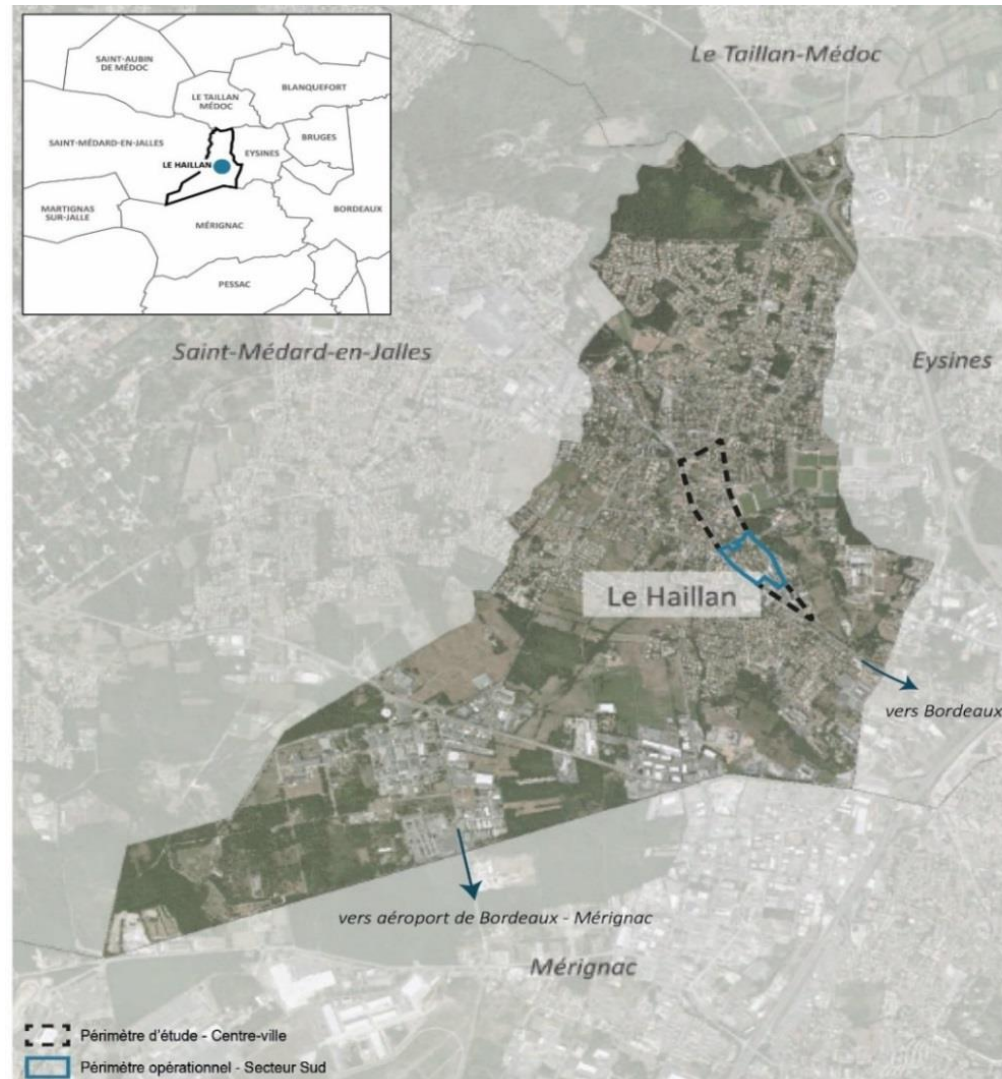 SAINT-AUBIN
DE MÉDOC
LE TAILLAN
MÉDOC
BLANQUEFORT
SAINT-MÉDARD-EN-JALLES
BRUGES
EYSINES
LE HAILLAN
MARTIGNAS
SUR-JALLE
BORDEAUX
MÉRIGNAC
PESSAC
Le Taillan-Médoc
Saint-Médard-en-Jalles
Eysines
Le Haillan
vers Bordeaux
vers aéroport de Bordeaux - Mérignac
Mérignac
Périmètre d'étude - Centre-ville
Périmètre opérationnel - Secteur Sud